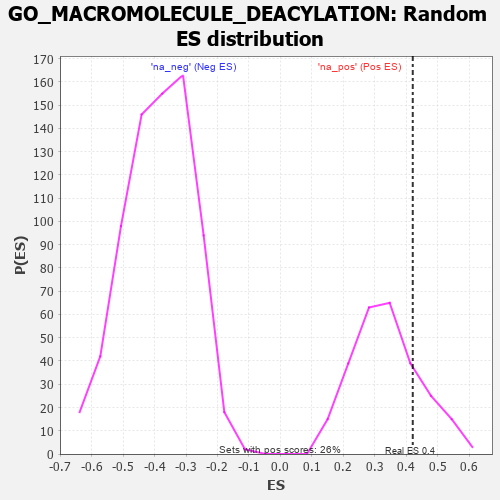 GO_MACROMOLECULE_DEACYLATION: Random
ES distribution
'na_neg' (Neg ES)
'na_pos' (Pos ES)
170
160
150
140
130
120
110
100
90
80
70
60
50
40
30
20
10
0
P(ES)
Sets with pos scores: 26%
Real ES 0.4
-0.7 -0.6 -0.5 -0.4 -0.3 -0.2 -0.1 0.0 0.1 0.2 0.3 0.4 0.5 0.6
ES